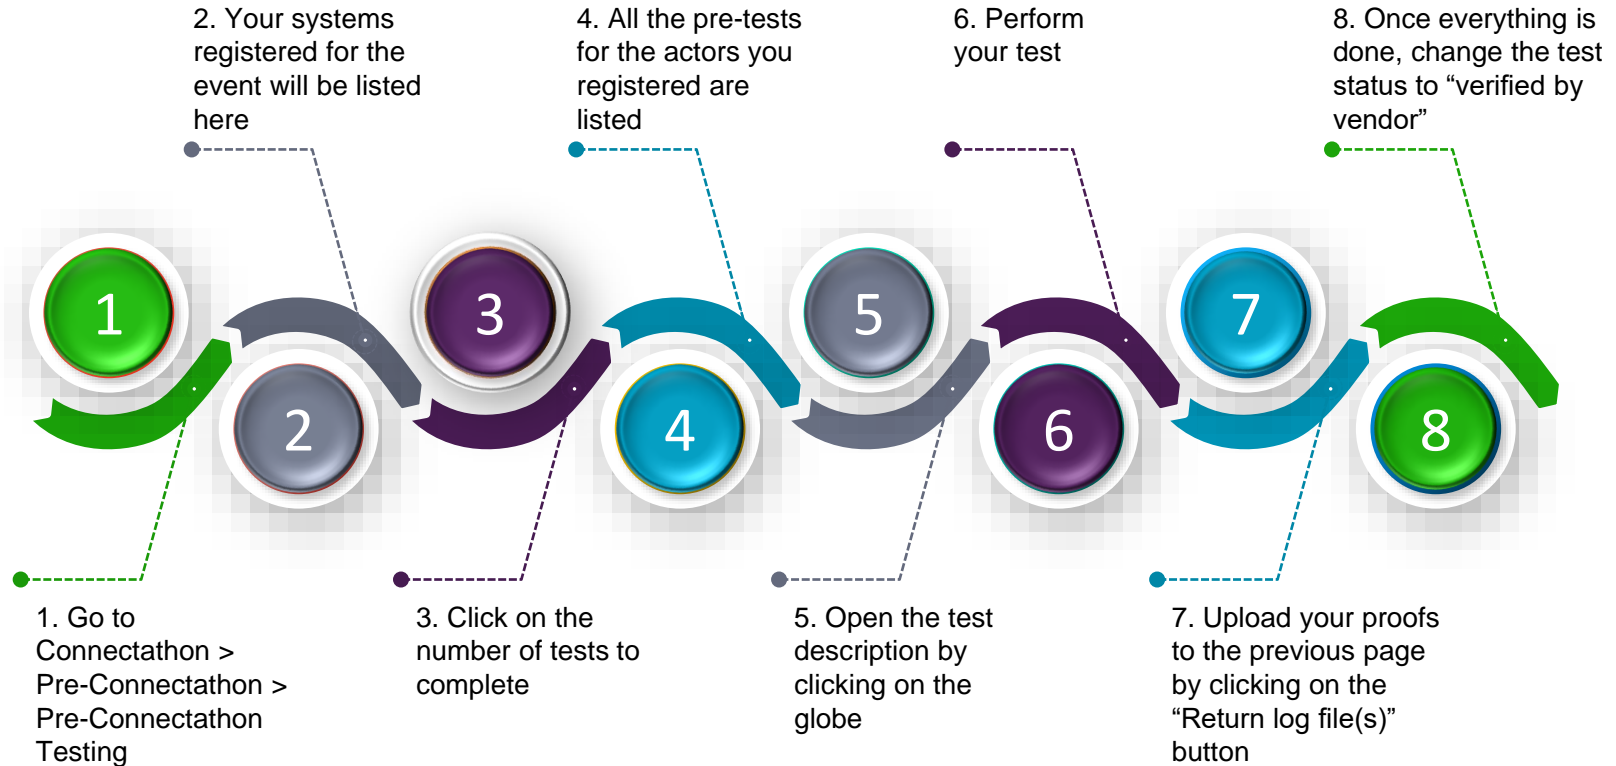 2. Your systems
registered for the
event will be listed
here
4. All the pre-tests
for the actors you
registered are
listed
6. Perform
your test
8. Once everything is
done, change the test
status to “verified by
vendor”
1
2
3
4
5
6
7
8
1. Go to
Connectathon >
Pre-Connectathon >
Pre-Connectathon
Testing
3. Click on the
number of tests to
complete
5. Open the test
description by
clicking on the
globe
7. Upload your proofs
to the previous page
by clicking on the
“Return log file(s)”
button